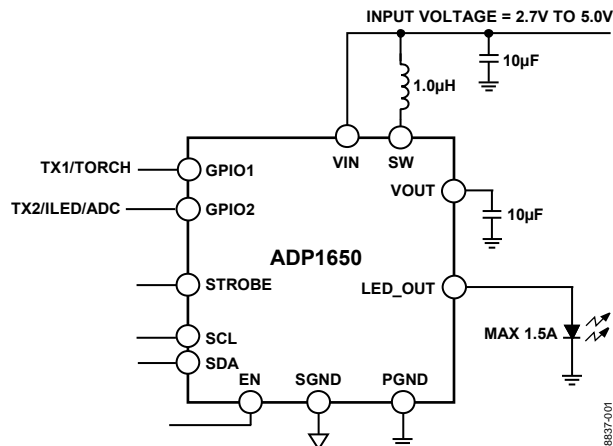 INPUT VOLTAGE = 2.7V TO 5.0V
10µF
1.0µH
VIN
SW
TX1/TORCH
GPIO1
VOUT
TX2/ILED/ADC
GPIO2
10µF
ADP1650
STROBE
LED_OUT
MAX 1.5A
SCL
SDA
EN
SGND
PGND
8837-001